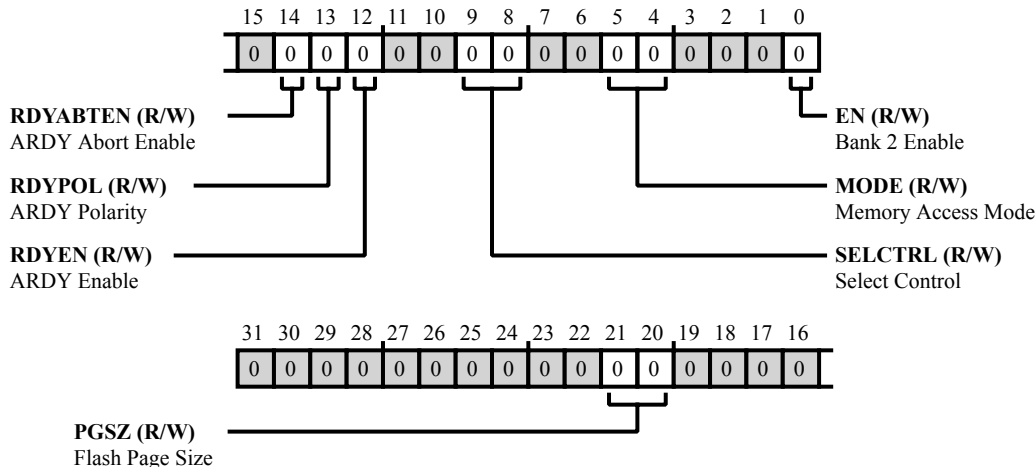 15 14 13 12 11 10 9 8 7 6 5 4 3 2 1 0
0 0 0 0 0 0 0 0 0 0 0 0 0 0 0 0
RDYABTEN (R/W)
ARDY Abort Enable
EN (R/W)
Bank 2 Enable
RDYPOL (R/W)
ARDY Polarity
MODE (R/W)
Memory Access Mode
RDYEN (R/W)
ARDY Enable
SELCTRL (R/W)
Select Control
31 30 29 28 27 26 25 24 23 22 21 20 19 18 17 16
0 0 0 0 0 0 0 0 0 0 0 0 0 0 0 0
PGSZ (R/W)
Flash Page Size